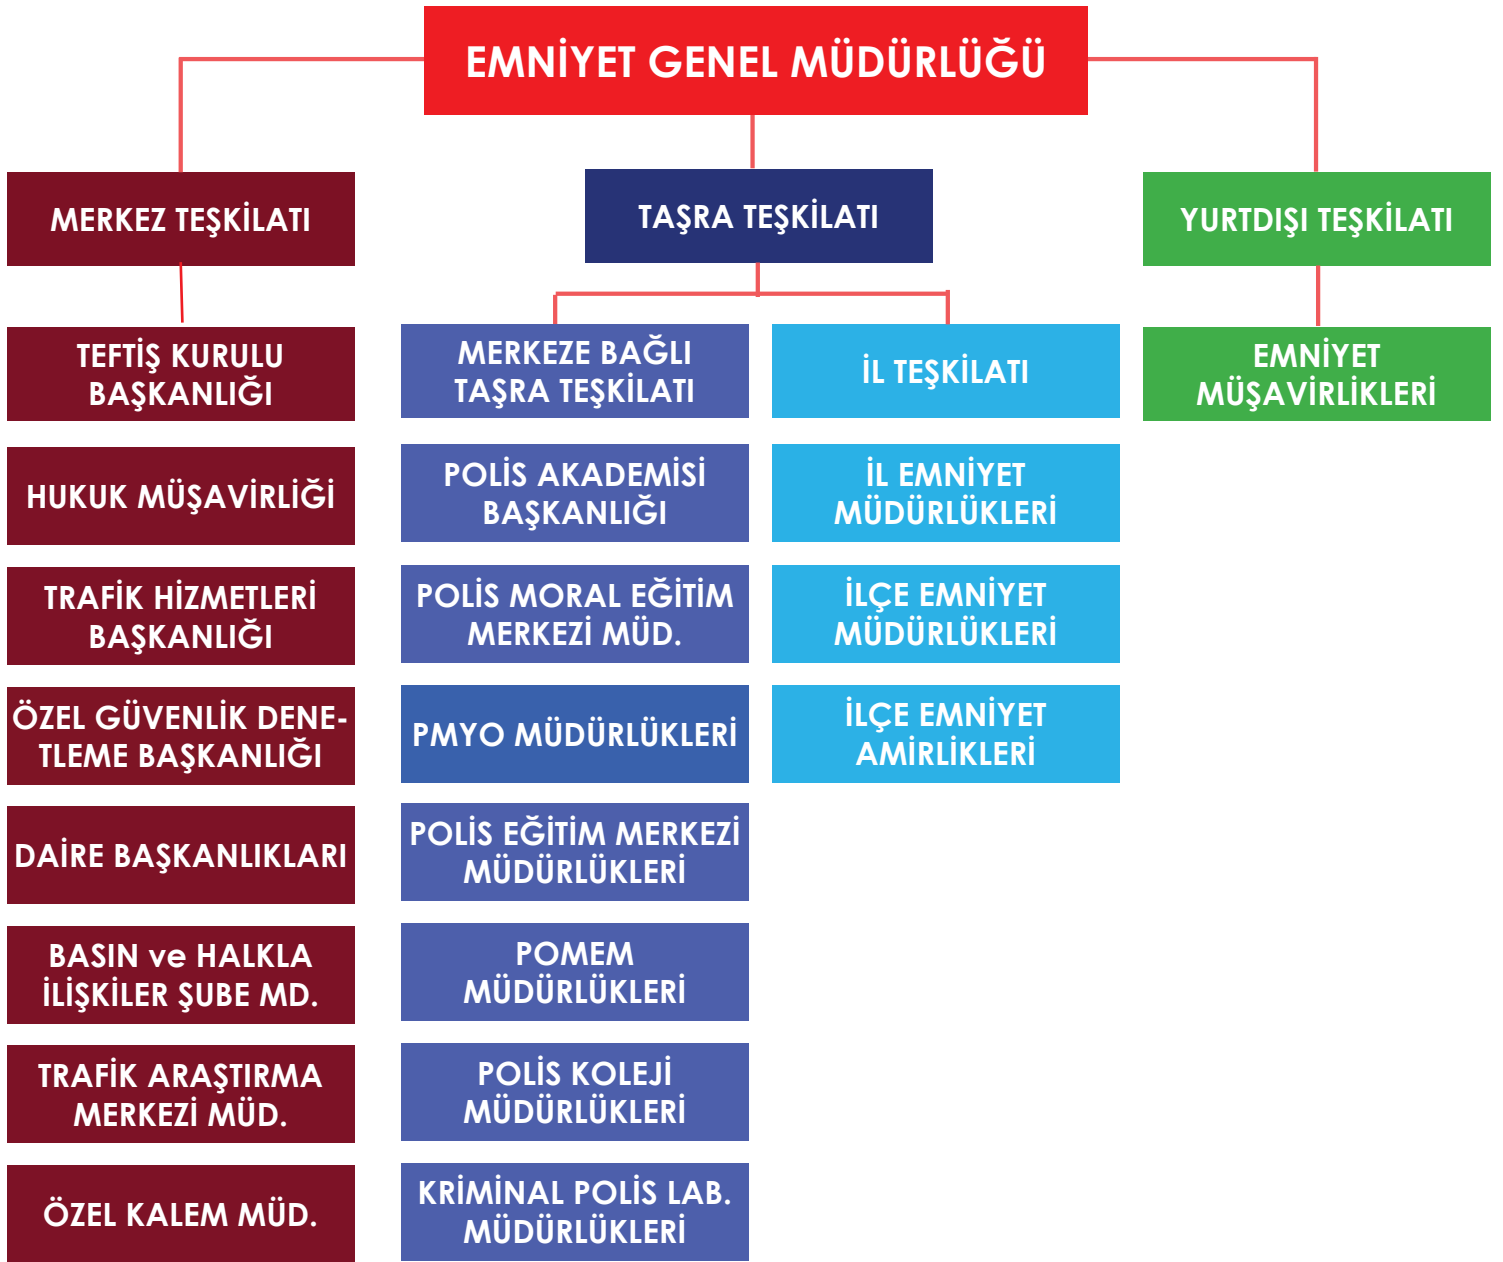 EMNİYET GENEL MÜDÜRLÜĞÜ
MERKEZ TEŞKİLATI
TEFTİŞ KURULU
BAŞKANLIĞI
HUKUK MÜŞAVİRLİĞİ
TRAFİK HİZMETLERİ
BAŞKANLIĞI
ÖZEL GÜVENLİK DENE-
TLEME BAŞKANLIĞI
DAİRE BAŞKANLIKLARI
BASIN ve HALKLA
İLİŞKİLER ŞUBE MD.
TRAFİK ARAŞTIRMA
MERKEZİ MÜD.
ÖZEL KALEM MÜD.
TAŞRA TEŞKİLATI
MERKEZE BAĞLI
TAŞRA TEŞKİLATI
POLİS AKADEMİSİ
BAŞKANLIĞI
POLİS MORAL EĞİTİM
MERKEZİ MÜD.
PMYO MÜDÜRLÜKLERİ
POLİS EĞİTİM MERKEZİ
MÜDÜRLÜKLERİ
POMEM
MÜDÜRLÜKLERİ
POLİS KOLEJİ
MÜDÜRLÜKLERİ
KRİMİNAL POLİS LAB.
MÜDÜRLÜKLERİ
İL TEŞKİLATI
İL EMNİYET
MÜDÜRLÜKLERİ
İLÇE EMNİYET
MÜDÜRLÜKLERİ
İLÇE EMNİYET
AMİRLİKLERİ
YURTDIŞI TEŞKİLATI
EMNİYET
MÜŞAVİRLİKLERİ